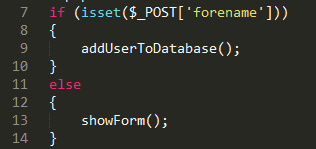 7 if (isset($_POST['forename']))
8 {
9     addUserToDatabase();
10 }
11 else
12 {
13     showForm();
14 }